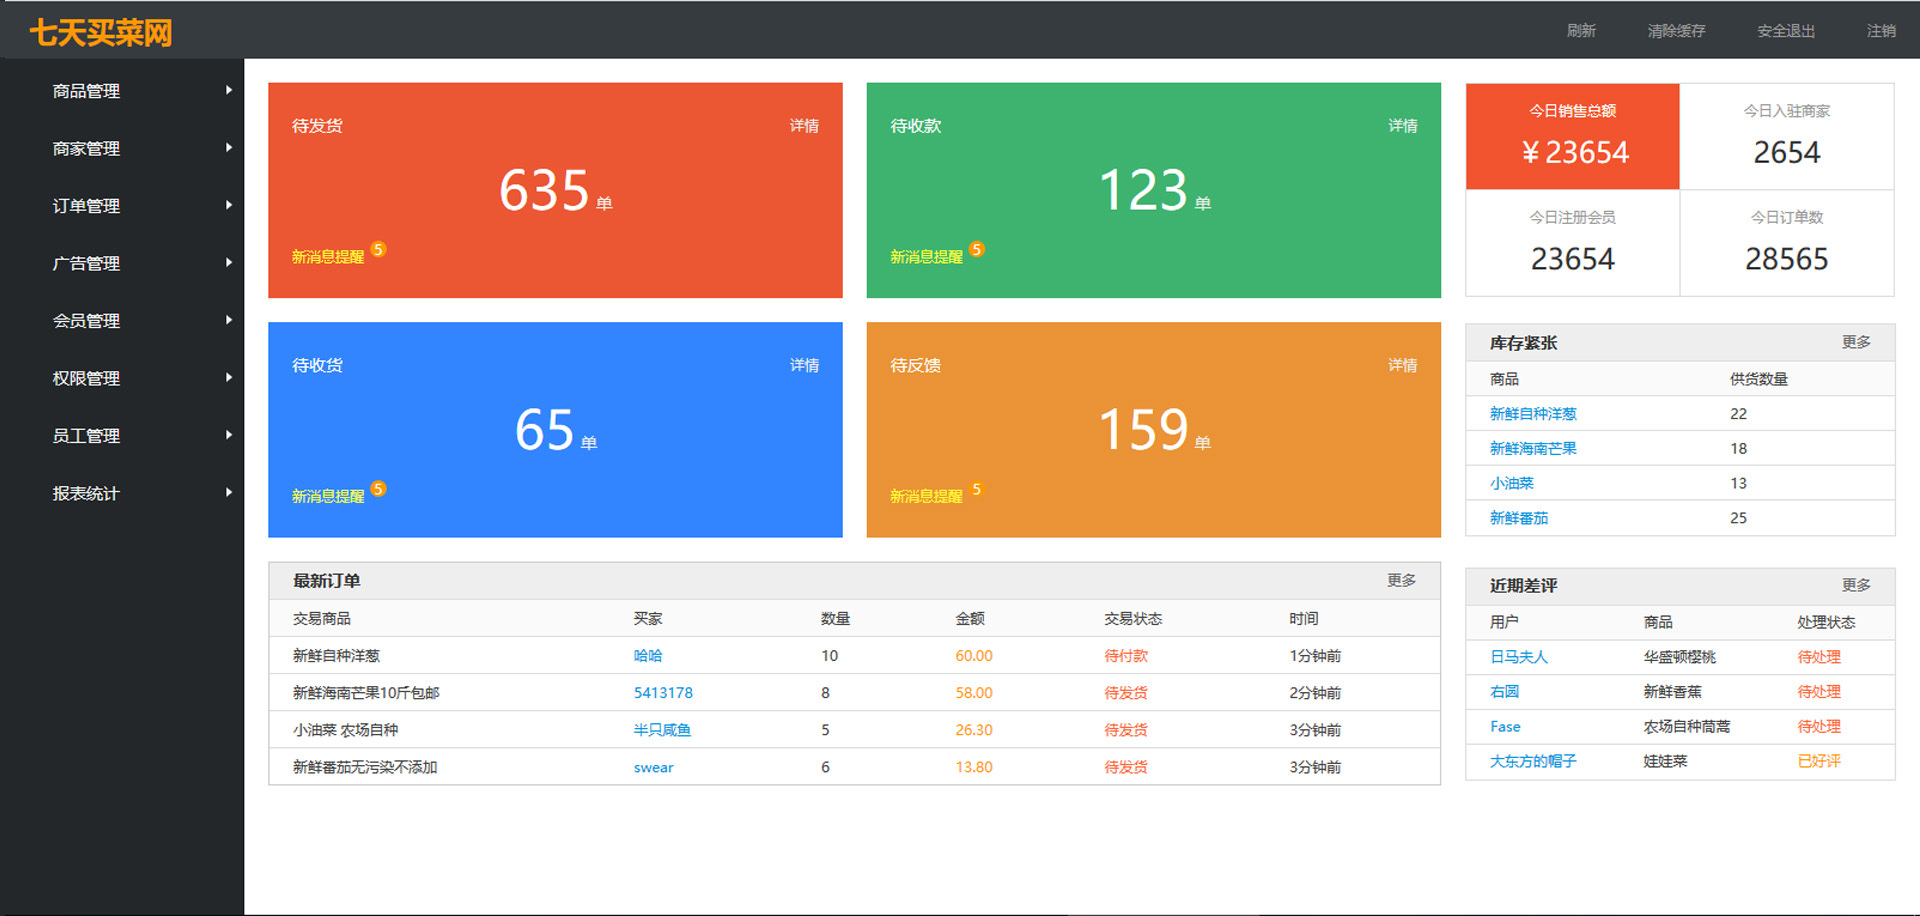 七天买菜网
刷新 清除缓存 安全退出 注销
商品管理
商家管理
订单管理
广告管理
会员管理
权限管理
员工管理
报表统计
待发货 详情
635 单
新消息提醒 5
待收款 详情
123 单
新消息提醒 5
待收货 详情
65 单
新消息提醒 5
待反馈 详情
159 单
新消息提醒 5
今日销售总额
¥ 23654
今日入驻商家
2654
今日注册会员
23654
今日订单数
28565
库存紧张 更多
商品 供货数量
新鲜自种洋葱 22
新鲜海南芒果 18
小油菜 13
新鲜番茄 25
最新订单 更多
交易商品 买家 数量 金额 交易状态 时间
新鲜自种洋葱 哈哈 10 60.00 待付款 1分钟前
新鲜海南芒果10斤包邮 5413178 8 58.00 待发货 2分钟前
小油菜 农场自种 半只咸鱼 5 26.30 待发货 3分钟前
新鲜番茄无污染不添加 swear 6 13.80 待发货 3分钟前
近期差评 更多
用户 商品 处理状态
日马夫人 华盛顿樱桃 待处理
右圆 新鲜香蕉 待处理
Fase 农场自种茼蒿 待处理
大东方的帽子 娃娃菜 已好评